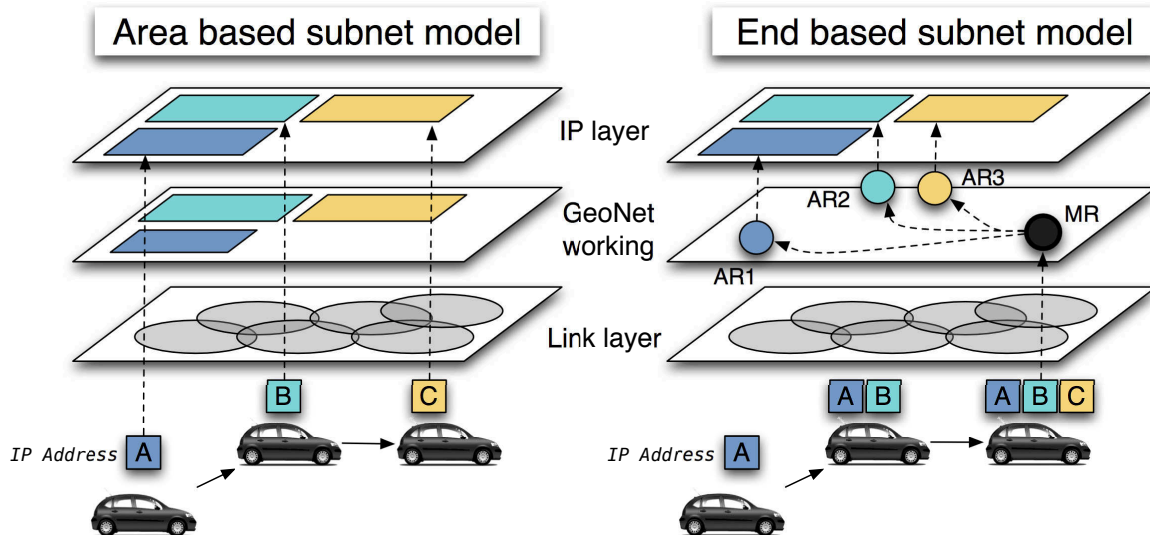 Area based subnet model
End based subnet model
IP layer
GeoNet
working
Link layer
AR1
AR2
AR3
MR
B
C
IP Address A
A B
A B C
IP Address A